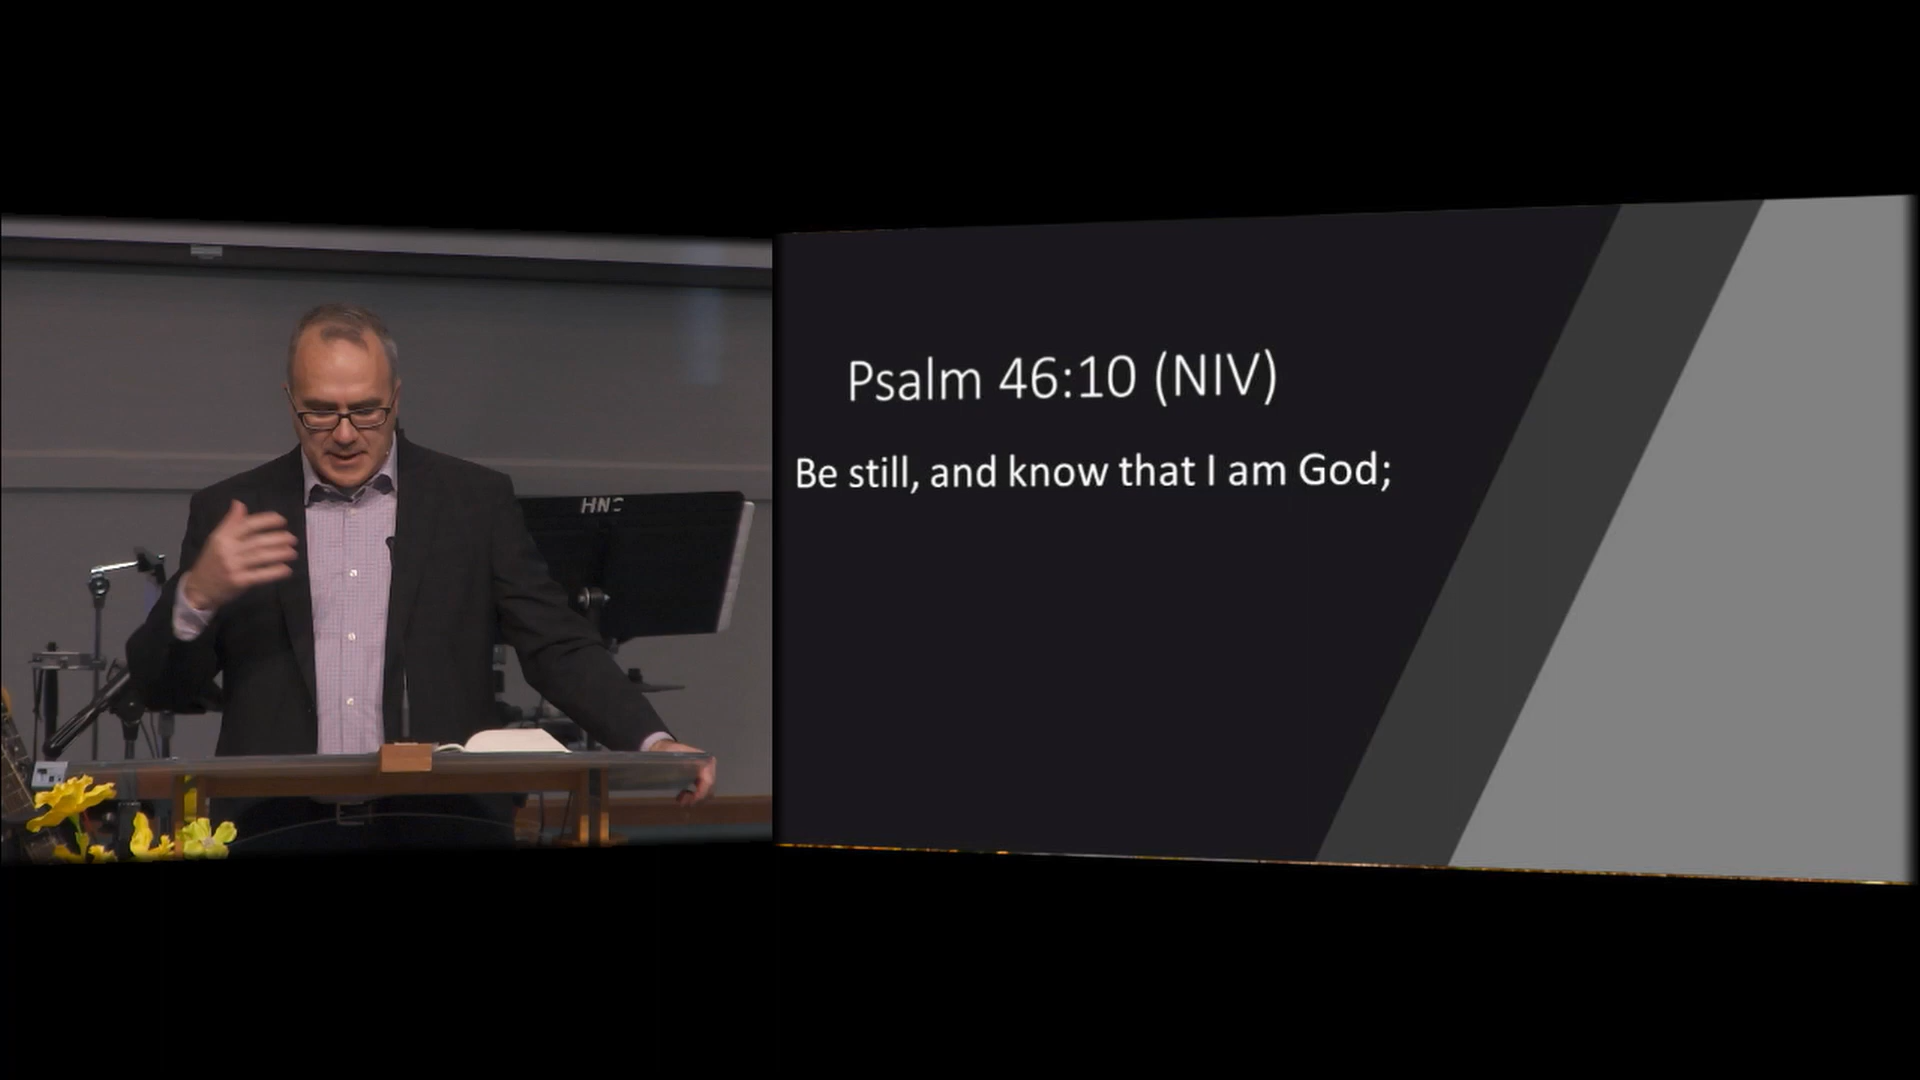 HNC
Psalm 46:10 (NIV)
Be still, and know that I am God;